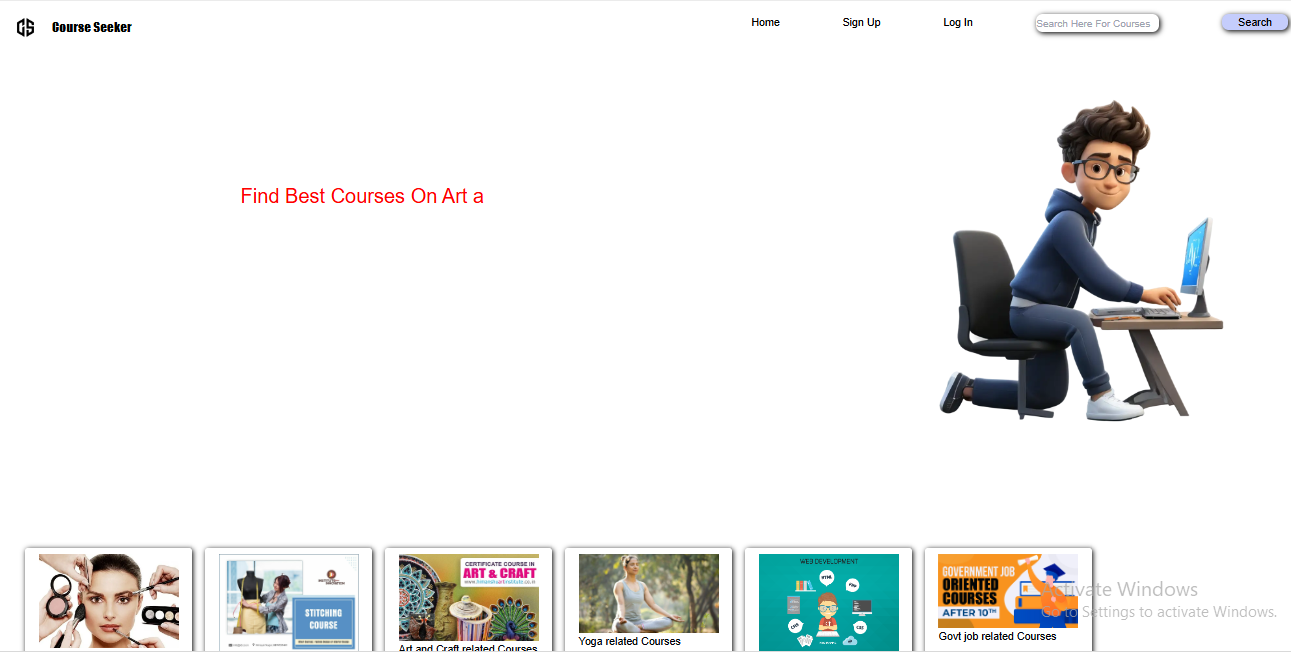 CS Course Seeker
Home
Sign Up
Log In
Search Here For Courses
Search
Find Best Courses On Art a
STITCHING
COURSE
CERTIFICATE COURSE IN
ART & CRAFT
Art and Craft related Courses
Yoga related Courses
WEB DEVELOPMENT
HTML
PHP
CSS
GOVERNMENT JOB
ORIENTED
COURSES
AFTER 10TH
Govt job related Courses
Activate Windows
Go to Settings to activate Windows.